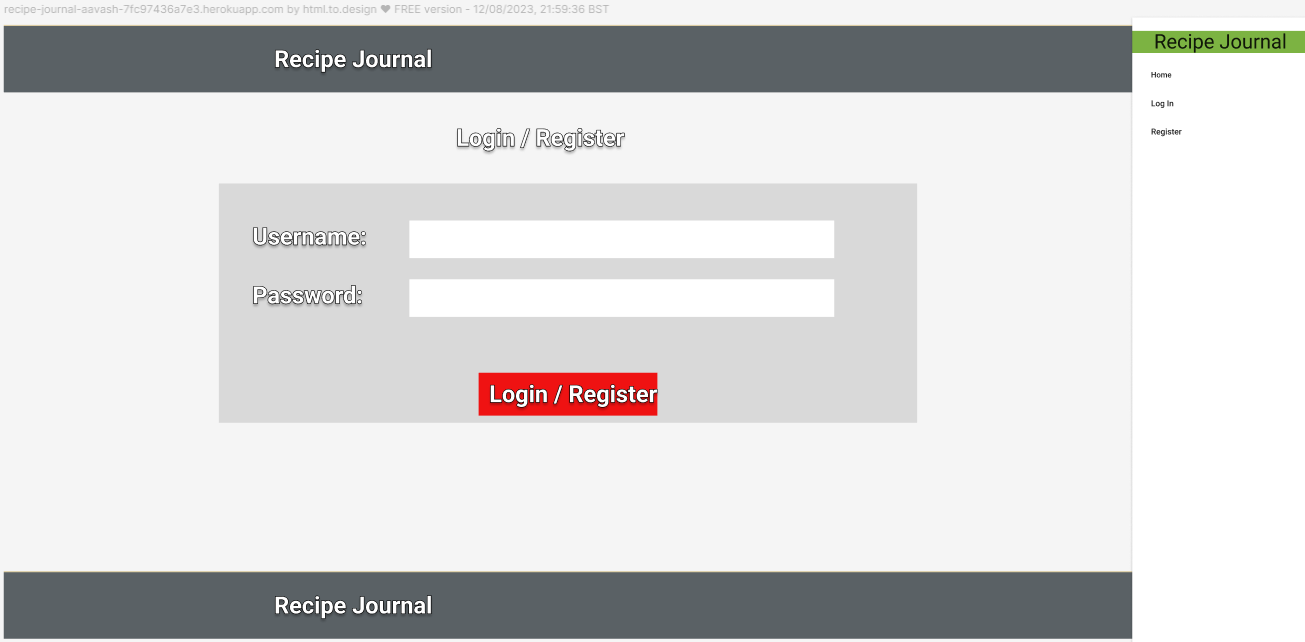 recipe-journal-aavash-7fc97436a7e3.herokuapp.com by html.to.design ❤ FREE version - 12/08/2023, 21:59:36 BST
Recipe Journal
Login / Register
Username:
Password:
Login / Register
Recipe Journal
Recipe Journal
Home
Log In
Register